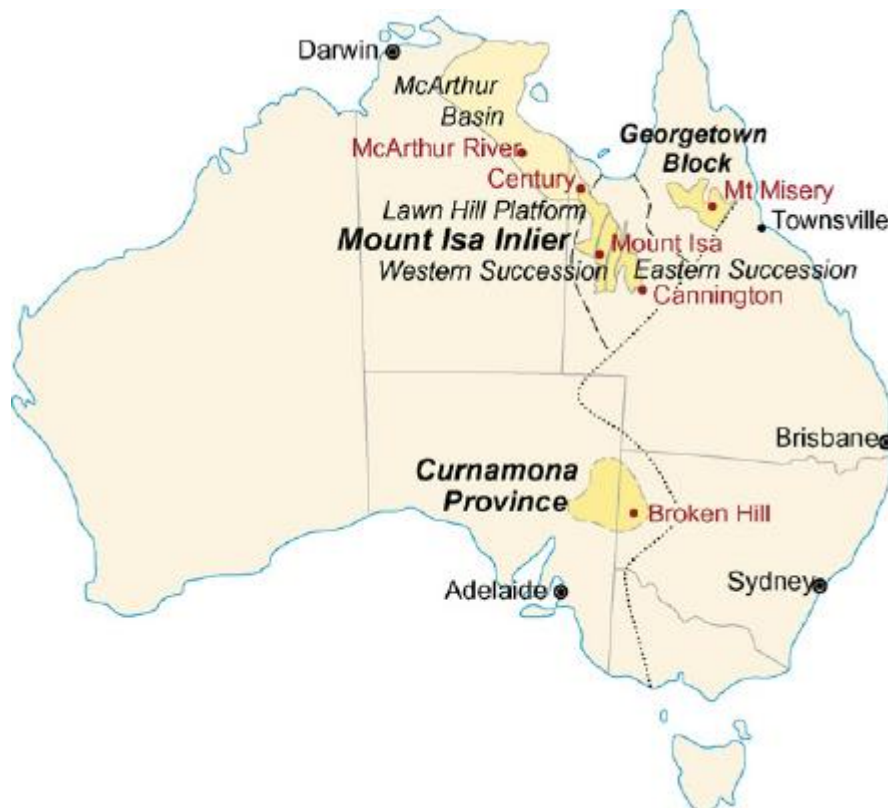 Darwin
McArthur
Basin
Georgetown
Block
McArthur River
Century
Mt Misery
Lawn Hill Platform
Townsville
Mount Isa Inlier
Mount Isa
Western Succession
Eastern Succession
Cannington
Brisbane
Curnamona
Province
Broken Hill
Adelaide
Sydney